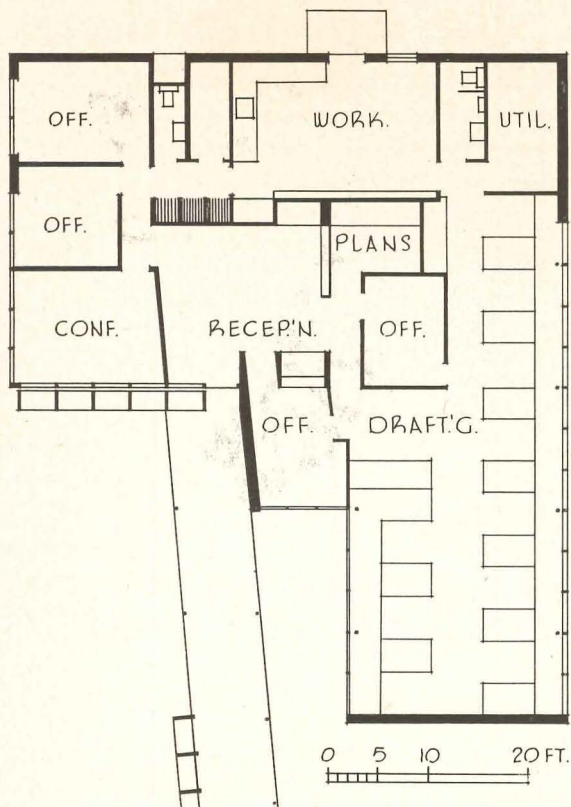 OFF.
WORK.
UTIL.
OFF.
PLANS
CONF.
RECEP'N.
OFF.
OFF.
DRAFT'G.
0 5 10 20 FT.